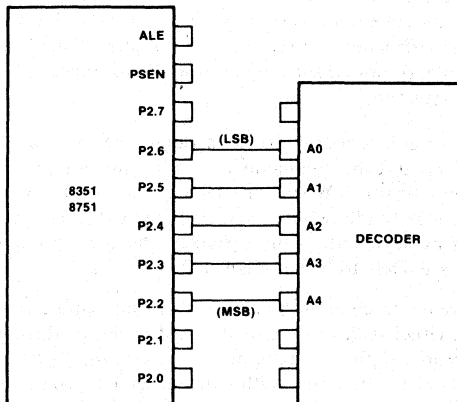 ALE
PSEN
P2.7
P2.6 (LSB) A0
8351
8751
P2.5 A1
P2.4 A2
DECODER
P2.3 A3
P2.2 (MSB) A4
P2.1
P2.0